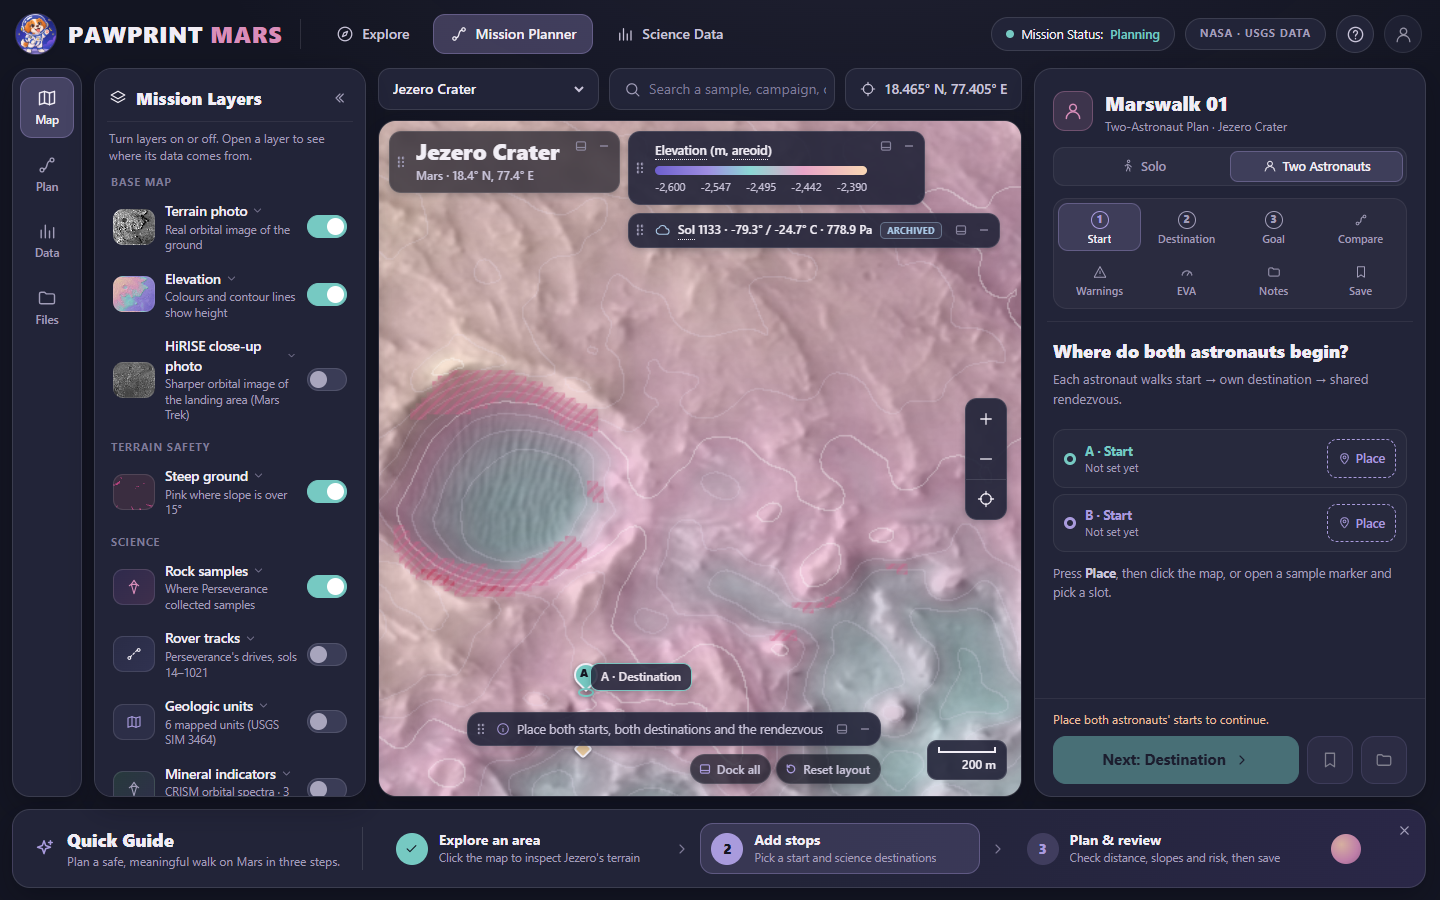 PAWPRINT MARS
Explore
Mission Planner
Science Data
Mission Status: Planning
NASA · USGS DATA
Map
Plan
Data
Files
Mission Layers
Turn layers on or off. Open a layer to see
where its data comes from.
BASE MAP
Terrain photo
Real orbital image of the
ground
Elevation
Colours and contour lines
show height
HiRISE close-up
photo
Sharper orbital image of
the landing area (Mars
Trek)
TERRAIN SAFETY
Steep ground
Pink where slope is over
15°
SCIENCE
Rock samples
Where Perseverance
collected samples
Rover tracks
Perseverance's drives, sols
14–1021
Geologic units
6 mapped units (USGS
SIM 3464)
Mineral indicators
CRISM orbital spectra · 3
Jezero Crater
Search a sample, campaign,
18.465° N, 77.405° E
Jezero Crater
Mars · 18.4° N, 77.4° E
Elevation (m, areoid)
-2,600 -2,547 -2,495 -2,442 -2,390
Sol 1133 · -79.3° / -24.7° C · 778.9 Pa ARCHIVED
A
A · Destination
Place both starts, both destinations and the rendezvous
Dock all
Reset layout
200 m
Marswalk 01
Two-Astronaut Plan · Jezero Crater
Solo
Two Astronauts
1 Start
2 Destination
3 Goal
Compare
Warnings
EVA
Notes
Save
Where do both astronauts begin?
Each astronaut walks start → own destination → shared
rendezvous.
A · Start
Not set yet
Place
B · Start
Not set yet
Place
Press Place, then click the map, or open a sample marker and
pick a slot.
Place both astronauts' starts to continue.
Next: Destination
Quick Guide
Plan a safe, meaningful walk on Mars in three steps.
Explore an area
Click the map to inspect Jezero's terrain
2
Add stops
Pick a start and science destinations
3
Plan & review
Check distance, slopes and risk, then save